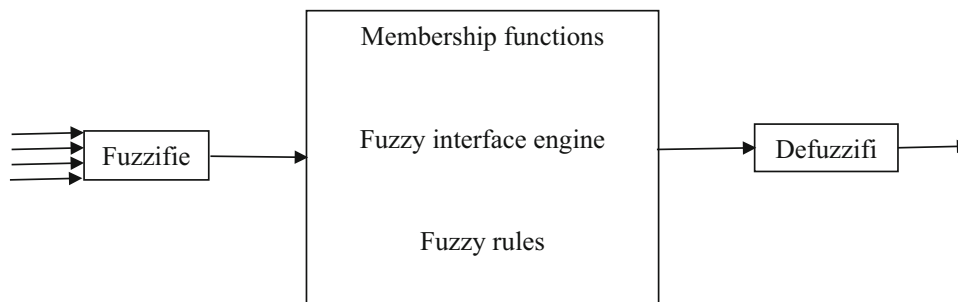 Membership functions
Fuzzifie
Fuzzy interface engine
Defuzzifi
Fuzzy rules